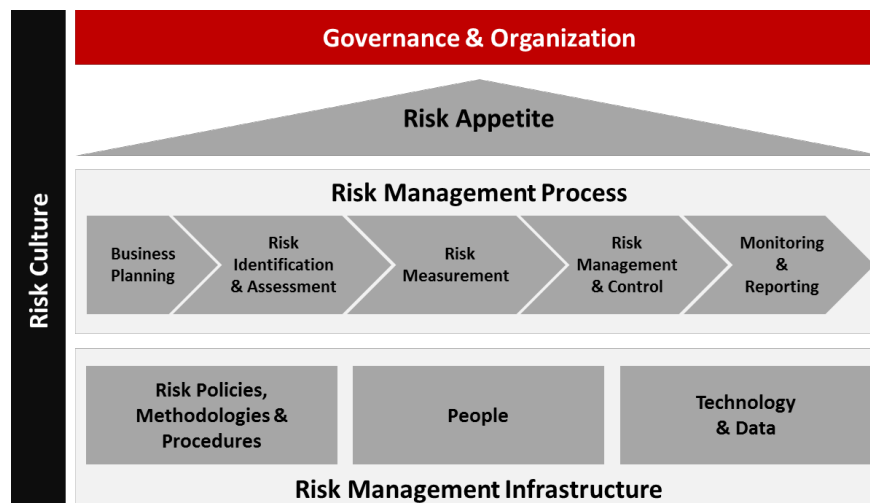 Governance & Organization
Risk Appetite
Risk Culture
Risk Management Process
Business
Planning
Risk
Identification
& Assessment
Risk
Measurement
Risk
Management
& Control
Monitoring
&
Reporting
Risk Policies,
Methodologies &
Procedures
People
Technology
& Data
Risk Management Infrastructure